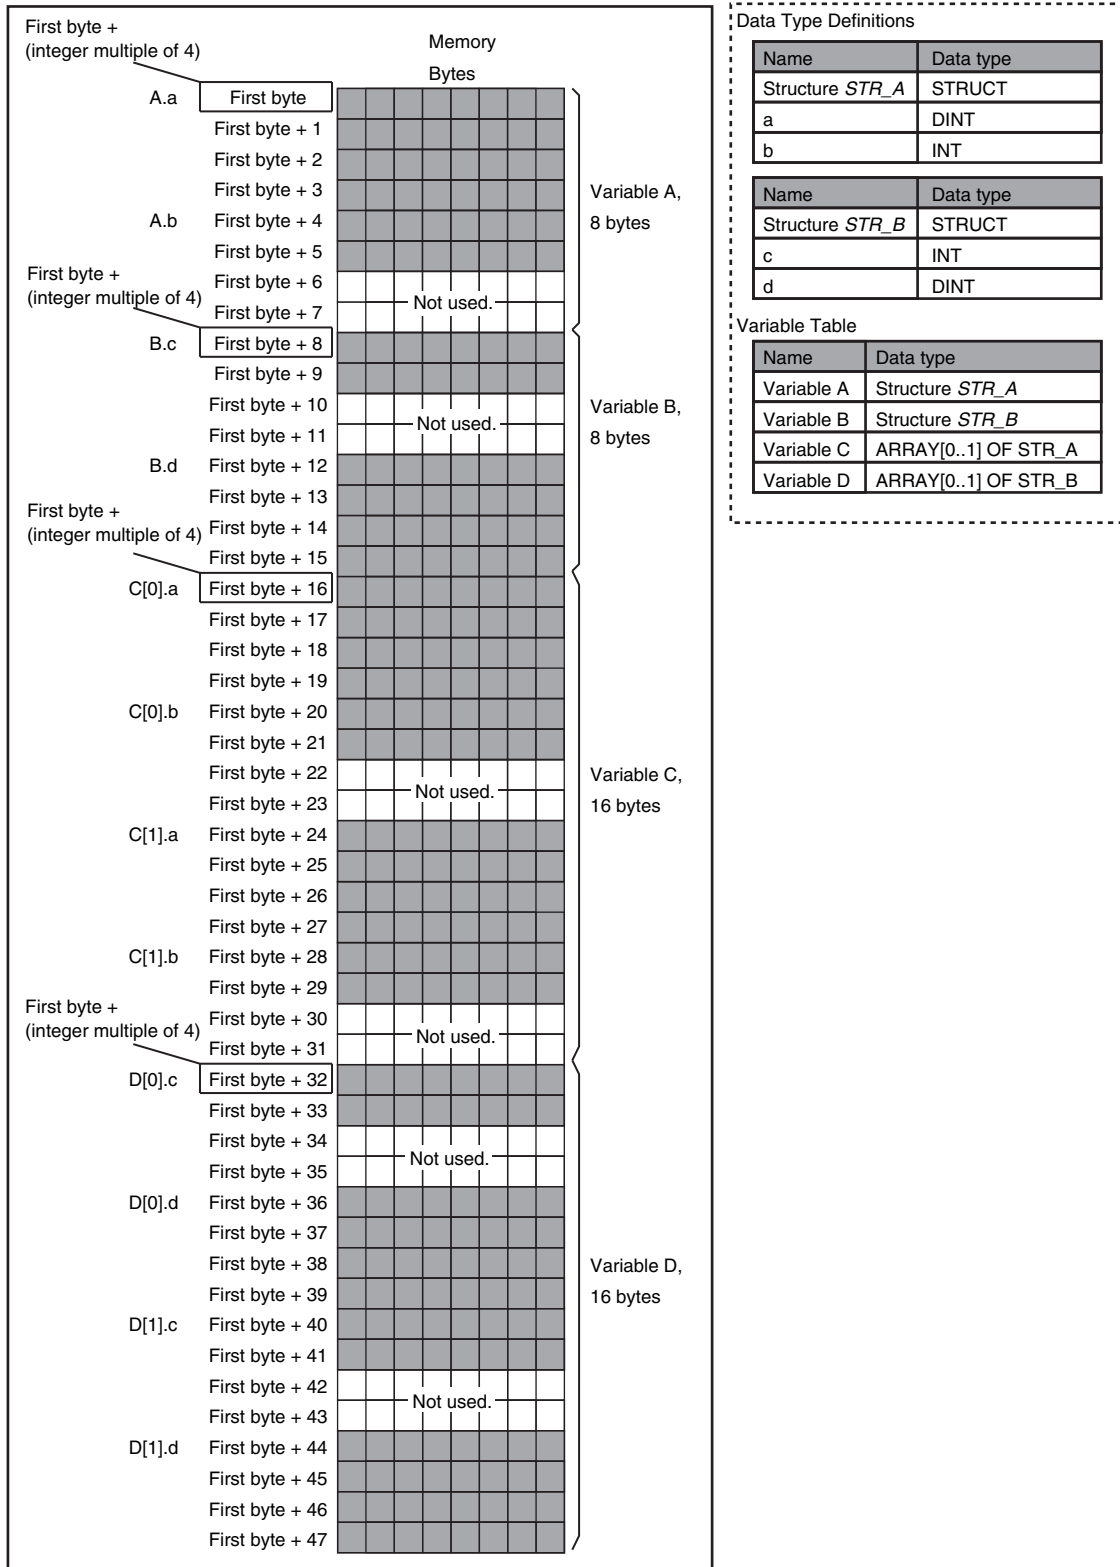 First byte +
(integer multiple of 4)
Memory
Bytes
A.a First byte
First byte + 1
First byte + 2
First byte + 3
A.b First byte + 4
First byte + 5
First byte +
(integer multiple of 4)
First byte + 6
First byte + 7
Not used.
Variable A,
8 bytes
B.c First byte + 8
First byte + 9
First byte + 10
First byte + 11
Not used.
B.d First byte + 12
First byte + 13
First byte +
(integer multiple of 4)
First byte + 14
First byte + 15
Variable B,
8 bytes
C[0].a First byte + 16
First byte + 17
First byte + 18
First byte + 19
C[0].b First byte + 20
First byte + 21
First byte + 22
First byte + 23
Not used.
C[1].a First byte + 24
First byte + 25
First byte + 26
First byte + 27
C[1].b First byte + 28
First byte + 29
First byte +
(integer multiple of 4)
First byte + 30
First byte + 31
Not used.
Variable C,
16 bytes
D[0].c First byte + 32
First byte + 33
First byte + 34
First byte + 35
Not used.
D[0].d First byte + 36
First byte + 37
First byte + 38
First byte + 39
D[1].c First byte + 40
First byte + 41
First byte + 42
First byte + 43
Not used.
D[1].d First byte + 44
First byte + 45
First byte + 46
First byte + 47
Variable D,
16 bytes
Data Type Definitions
Name Data type
Structure STR_A STRUCT
a DINT
b INT
Name Data type
Structure STR_B STRUCT
c INT
d DINT
Variable Table
Name Data type
Variable A Structure STR_A
Variable B Structure STR_B
Variable C ARRAY[0..1] OF STR_A
Variable D ARRAY[0..1] OF STR_B